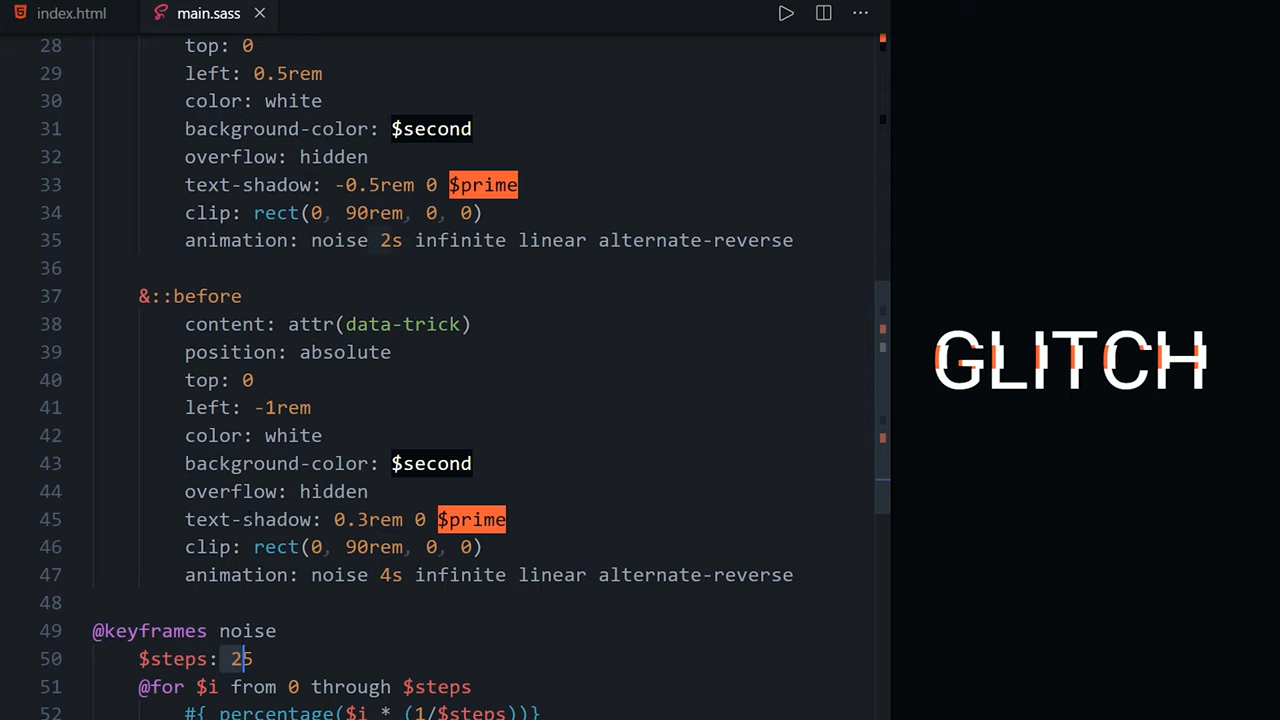 index.html main.sass
28 top: 0
29 left: 0.5rem
30 color: white
31 background-color: $second
32 overflow: hidden
33 text-shadow: -0.5rem 0 $prime
34 clip: rect(0, 90rem, 0, 0)
35 animation: noise 2s infinite linear alternate-reverse
36
37 &::before
38 content: attr(data-trick)
39 position: absolute
40 top: 0
41 left: -1rem
42 color: white
43 background-color: $second
44 overflow: hidden
45 text-shadow: 0.3rem 0 $prime
46 clip: rect(0, 90rem, 0, 0)
47 animation: noise 4s infinite linear alternate-reverse
48
49 @keyframes noise
50 $steps: 25
51 @for $i from 0 through $steps
52 #{ percentage($i * (1/$steps))}
GLITCH